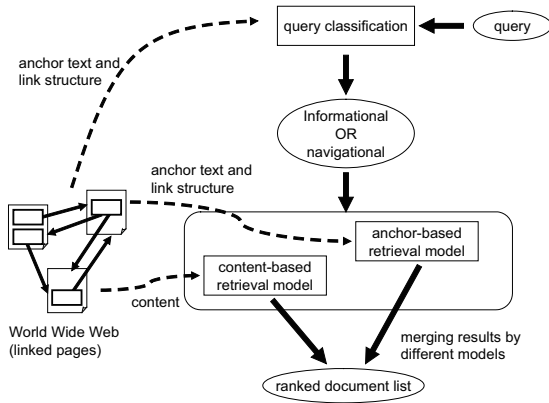 query classification
query
anchor text and
link structure
Informational
OR
navigational
anchor text and
link structure
anchor-based
retrieval model
content-based
retrieval model
content
World Wide Web
(linked pages)
merging results by
different models
ranked document list